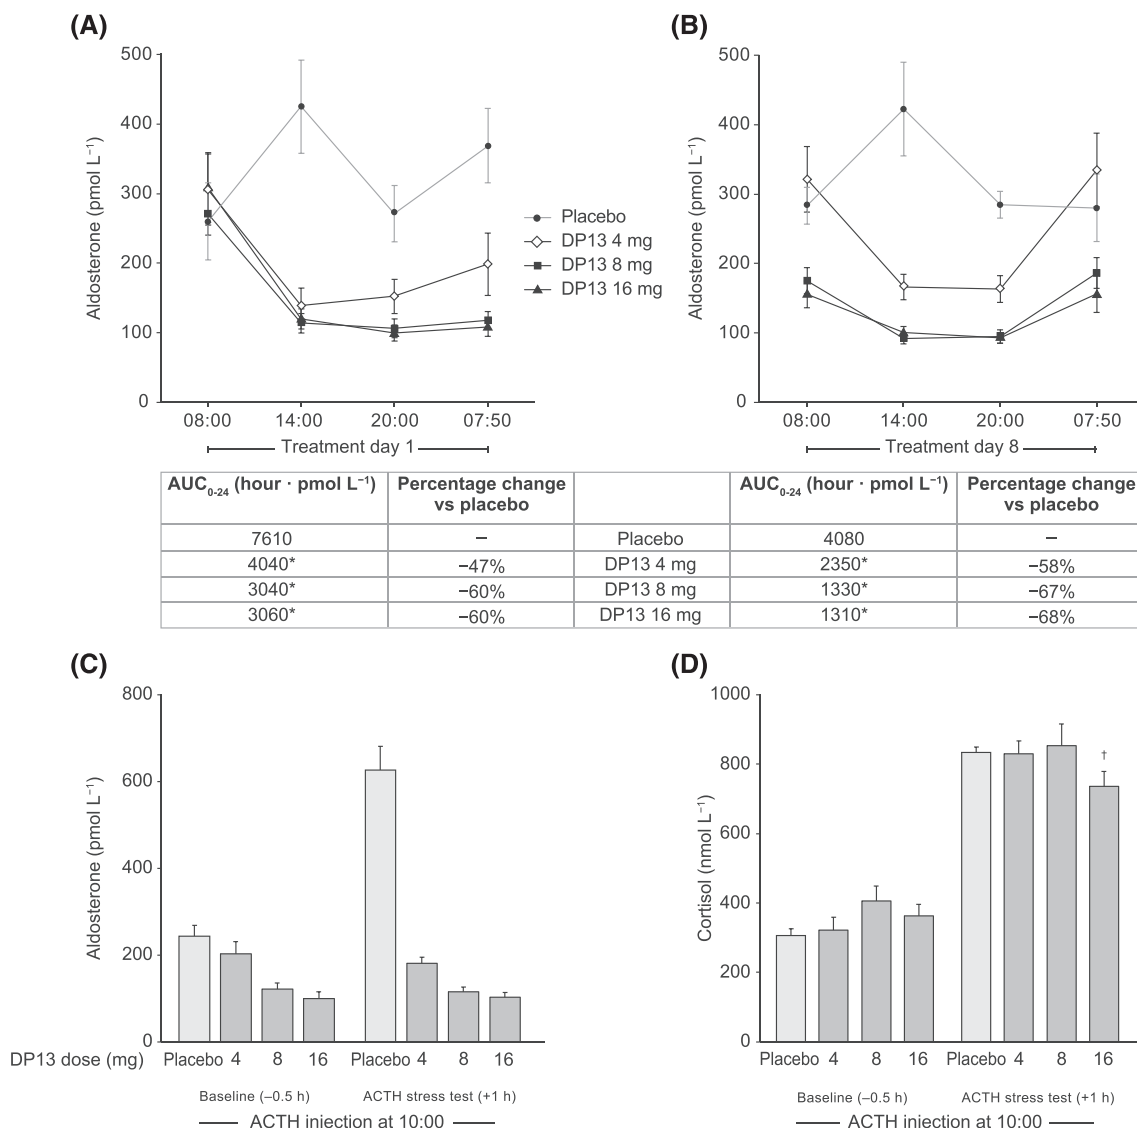 (A)
Aldosterone (pmol L⁻¹)
500
400
300
200
100
0
08:00 14:00 20:00 07:50
Treatment day 1
Placebo
DP13 4 mg
DP13 8 mg
DP13 16 mg
(B)
Aldosterone (pmol L⁻¹)
500
400
300
200
100
0
08:00 14:00 20:00 07:50
Treatment day 8
AUC₀₋₂₄ (hour · pmol L⁻¹) Percentage change AUC₀₋₂₄ (hour · pmol L⁻¹) Percentage change
vs placebo vs placebo
7610 – Placebo 4080 –
4040* −47% DP13 4 mg 2350* −58%
3040* −60% DP13 8 mg 1330* −67%
3060* −60% DP13 16 mg 1310* −68%
(C)
Aldosterone (pmol L⁻¹)
800
600
400
200
0
DP13 dose (mg) Placebo 4 8 16 Placebo 4 8 16
Baseline (−0.5 h) ACTH stress test (+1 h)
ACTH injection at 10:00
(D)
Cortisol (nmol L⁻¹)
1000
800
600
400
200
0
†
Placebo 4 8 16 Placebo 4 8 16
Baseline (−0.5 h) ACTH stress test (+1 h)
ACTH injection at 10:00